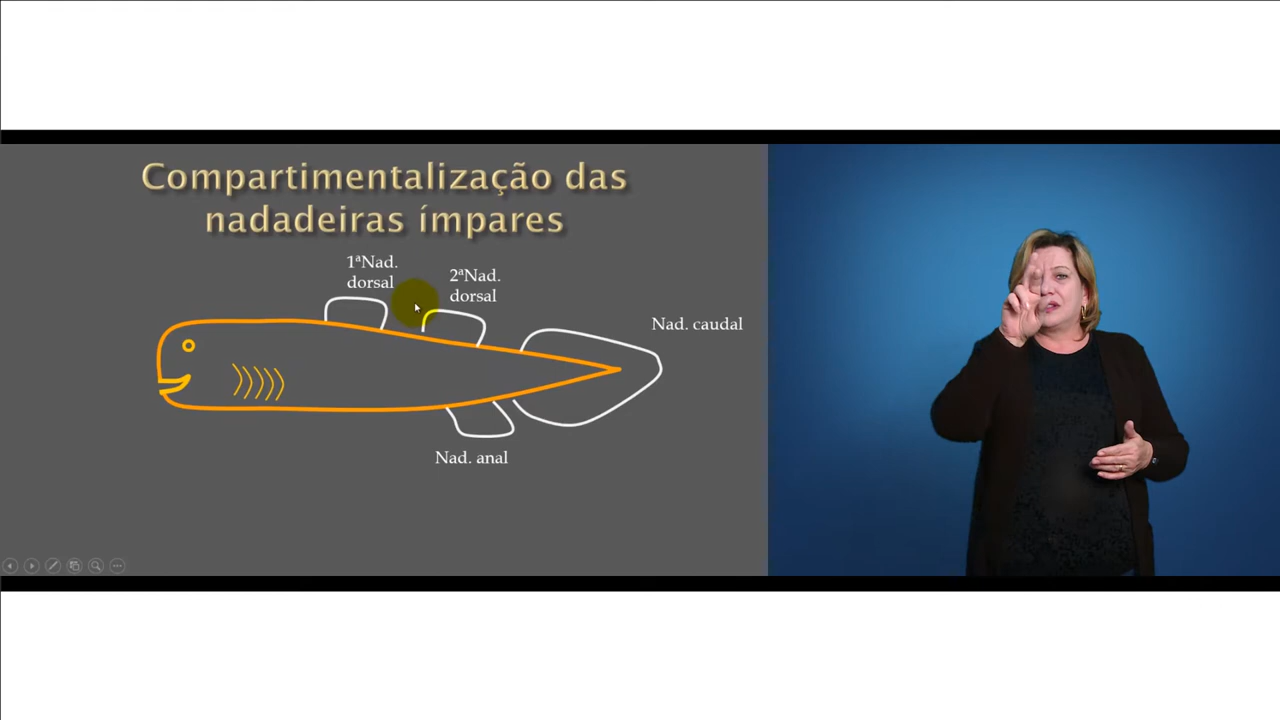 Compartimentalização das
nadadeiras ímpares
1ªNad.
dorsal
2ªNad.
dorsal
Nad. caudal
Nad. anal